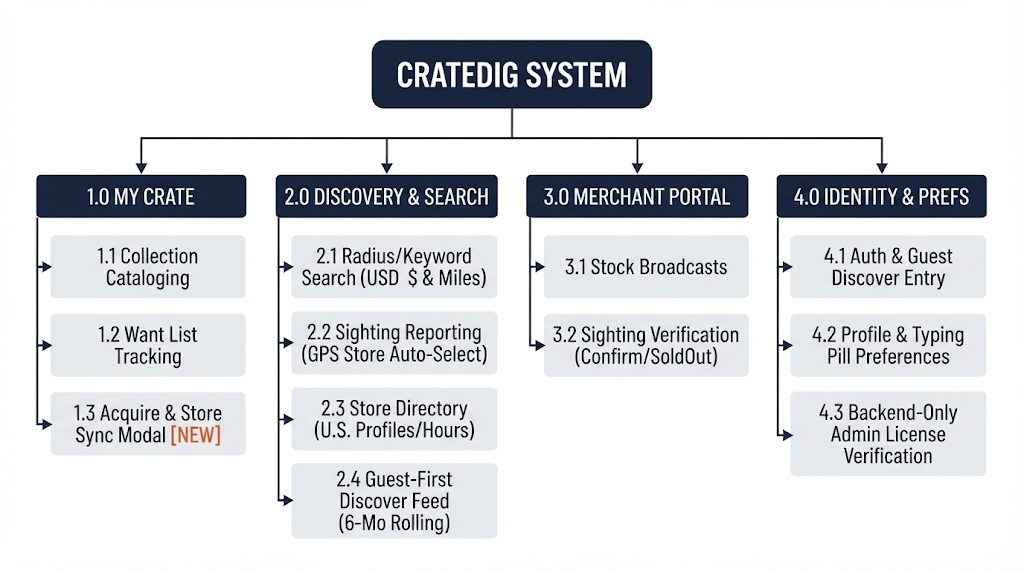 CRATEDIG SYSTEM
1.0 MY CRATE
1.1 Collection
Cataloging
1.2 Want List
Tracking
1.3 Acquire & Store
Sync Modal [NEW]
2.0 DISCOVERY & SEARCH
2.1 Radius/Keyword
Search (USD $ & Miles)
2.2 Sighting Reporting
(GPS Store Auto-Select)
2.3 Store Directory
(U.S. Profiles/Hours)
2.4 Guest-First
Discover Feed
(6-Mo Rolling)
3.0 MERCHANT PORTAL
3.1 Stock Broadcasts
3.2 Sighting Verification
(Confirm/SoldOut)
4.0 IDENTITY & PREFS
4.1 Auth & Guest
Discover Entry
4.2 Profile & Typing
Pill Preferences
4.3 Backend-Only
Admin License
Verification